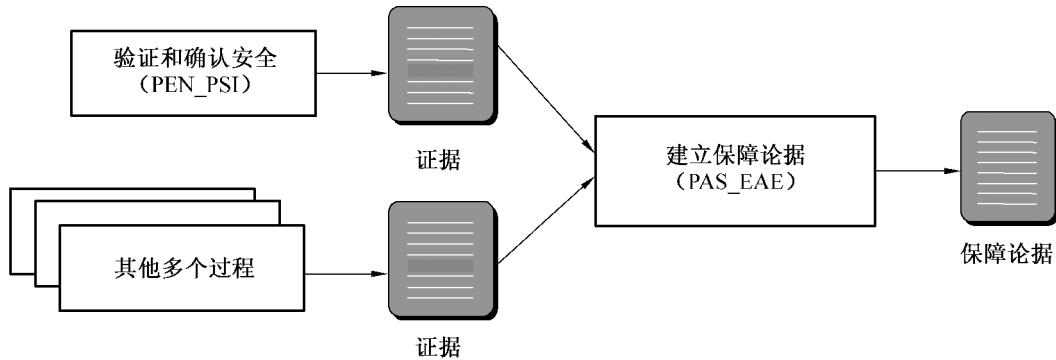 验证和确认安全
（PEN_PSI）
证据
建立保障论据
（PAS_EAE）
保障论据
其他多个过程
证据